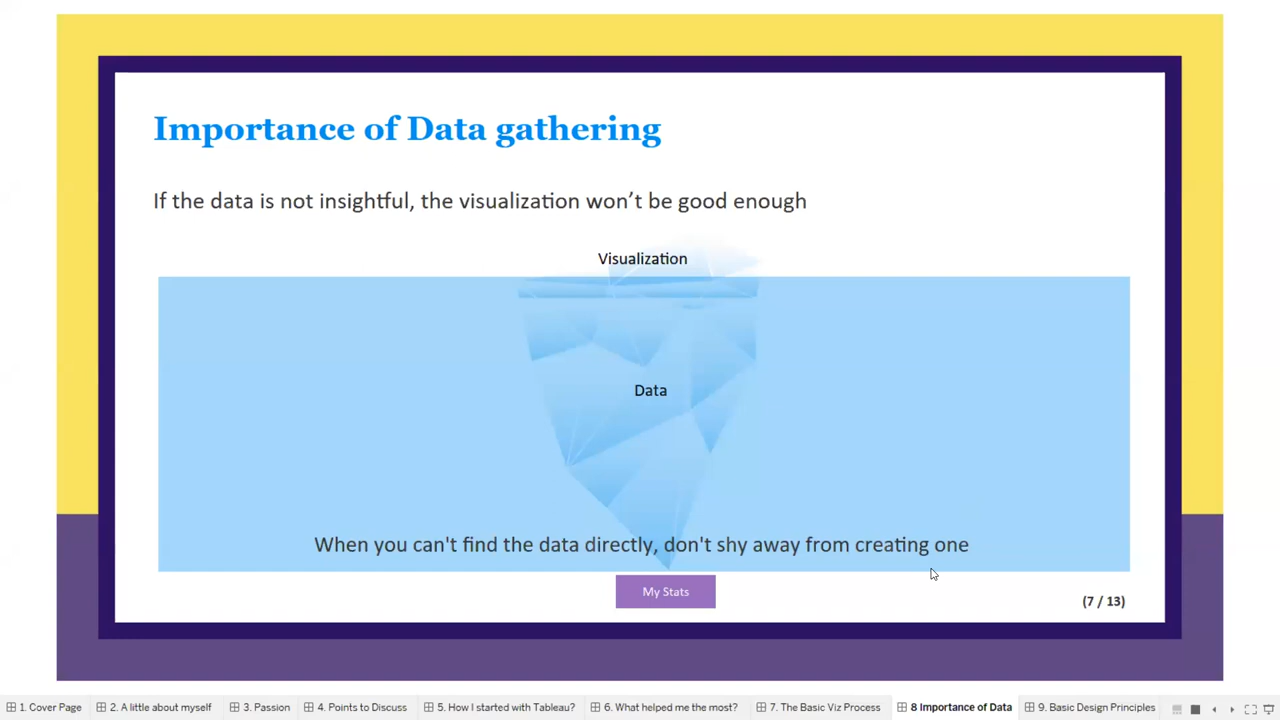 Importance of Data gathering
If the data is not insightful, the visualization won’t be good enough
Visualization
Data
When you can't find the data directly, don't shy away from creating one
My Stats
(7 / 13)
1. Cover Page
2. A little about myself
3. Passion
4. Points to Discuss
5. How I started with Tableau?
6. What helped me the most?
7. The Basic Viz Process
8 Importance of Data
9. Basic Design Principles